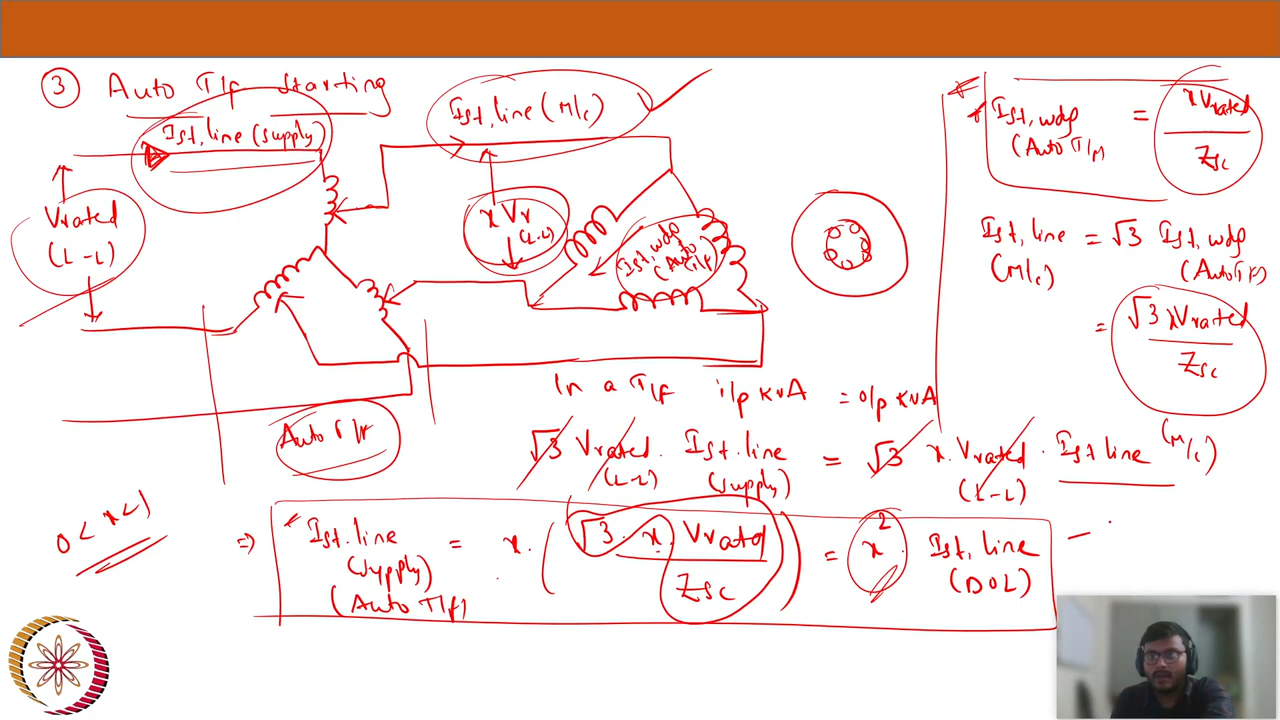 ③ Auto T/f Starting
Ist,line (supply)
Ist,line (M/c)
Vrated
(L-L)
x Vr
(L-L)
Ist,wdg
(Auto
T/f
Auto T/f
Ist,wdg = xVrated
(Auto T/f) Zsc
Ist,line = √3 Ist,wdg
(M/c) (Auto T/f)
= √3 xVrated
Zsc
In a T/f i/p KVA = o/p KVA
√3 Vrated . Ist.line = √3 x. Vrated . Ist line (M/c)
(L-L) (supply) (L-L)
0 < x < 1
⇒ Ist.line = x. ( √3 . x Vrated ) = x². Ist,line
(supply) Zsc (DOL)
(Auto T/f)